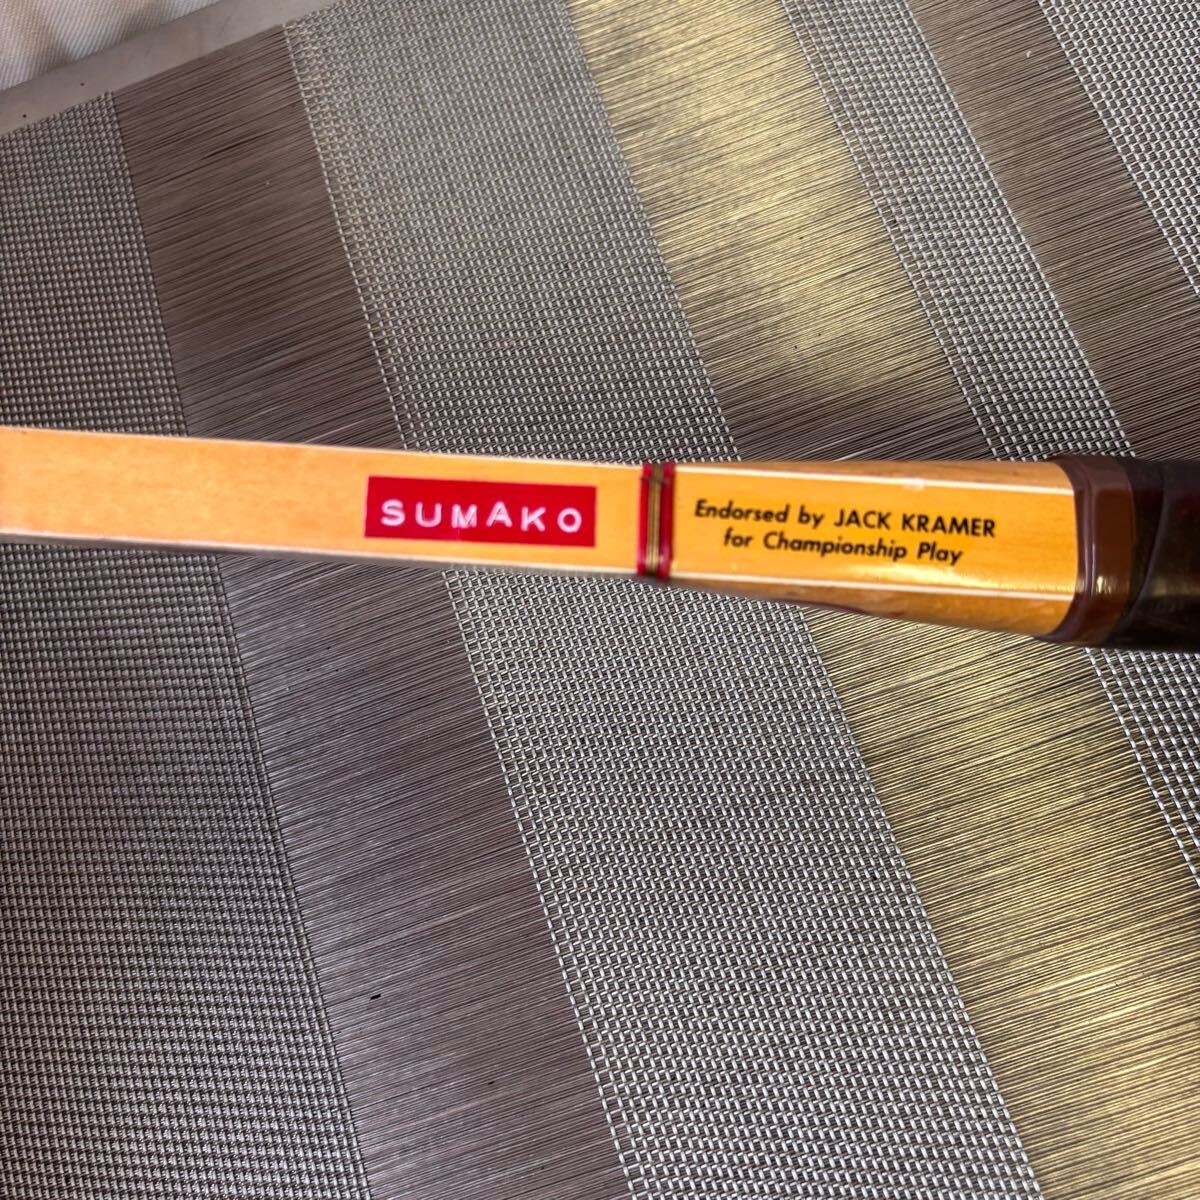 SUMAKO
Endorsed by JACK KRAMER
for Championship Play